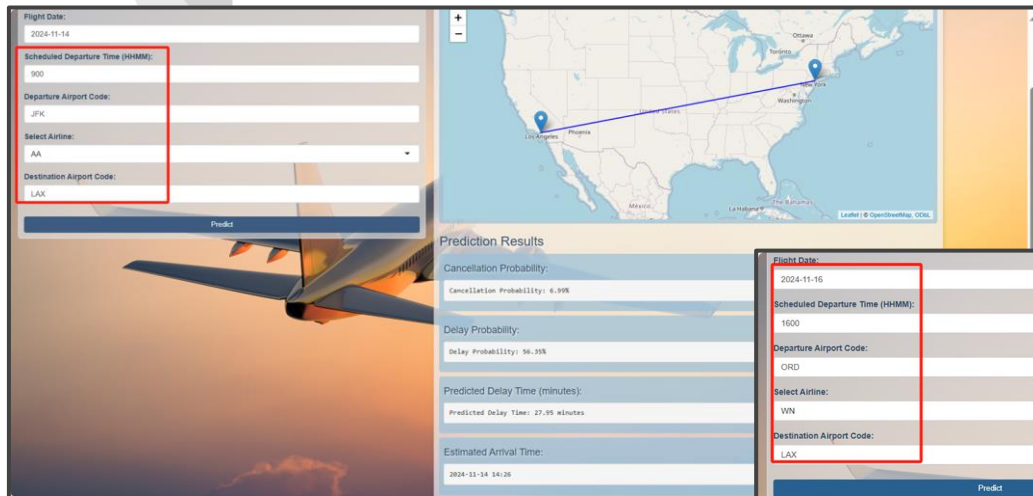 Flight Date:
2024-11-14
Scheduled Departure Time (HHMM):
900
Departure Airport Code:
JFK
Select Airline:
AA
Destination Airport Code:
LAX
Predict
+
−
Ottawa
Toronto
New York
Washington
United States
Los Angeles
Phoenix
México
La Habana
The Bahamas
Leaflet | © OpenStreetMap, ODbL
Prediction Results
Cancellation Probability:
Cancellation Probability: 6.99%
Delay Probability:
Delay Probability: 56.35%
Predicted Delay Time (minutes):
Predicted Delay Time: 27.95 minutes
Estimated Arrival Time:
2024-11-14 14:26
Flight Date:
2024-11-16
Scheduled Departure Time (HHMM):
1600
Departure Airport Code:
ORD
Select Airline:
WN
Destination Airport Code:
LAX
Predict